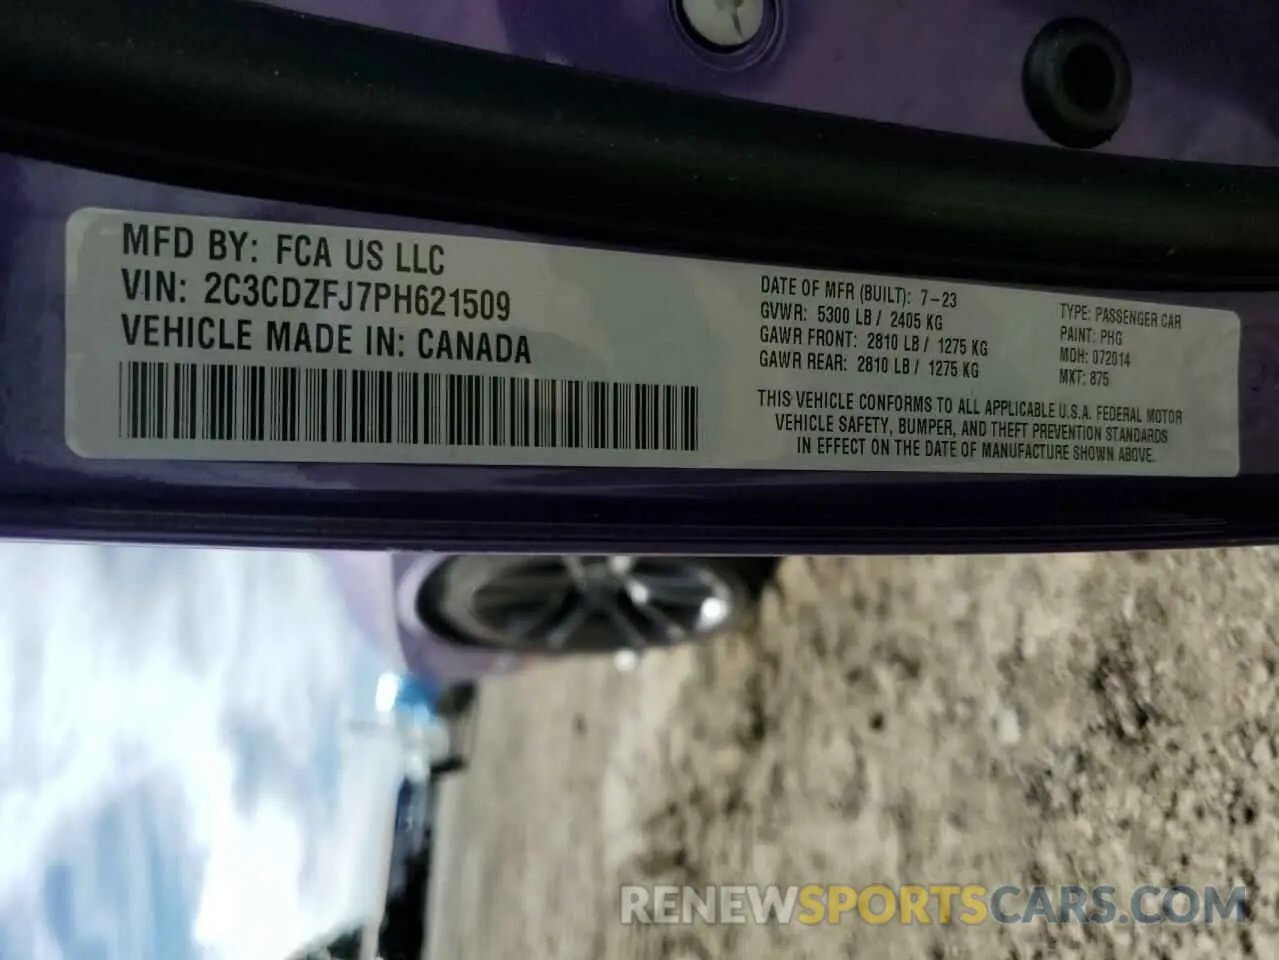 MFD BY: FCA US LLC
VIN: 2C3CDZFJ7PH621509
VEHICLE MADE IN: CANADA
DATE OF MFR (BUILT): 7-23
GVWR: 5300 LB / 2405 KG
GAWR FRONT: 2810 LB / 1275 KG
GAWR REAR: 2810 LB / 1275 KG
TYPE: PASSENGER CAR
PAINT: PHG
MDH: 072014
MKT: 875
THIS VEHICLE CONFORMS TO ALL APPLICABLE U.S.A. FEDERAL MOTOR
VEHICLE SAFETY, BUMPER, AND THEFT PREVENTION STANDARDS
IN EFFECT ON THE DATE OF MANUFACTURE SHOWN ABOVE.
RENEWSPORTSCARS.COM